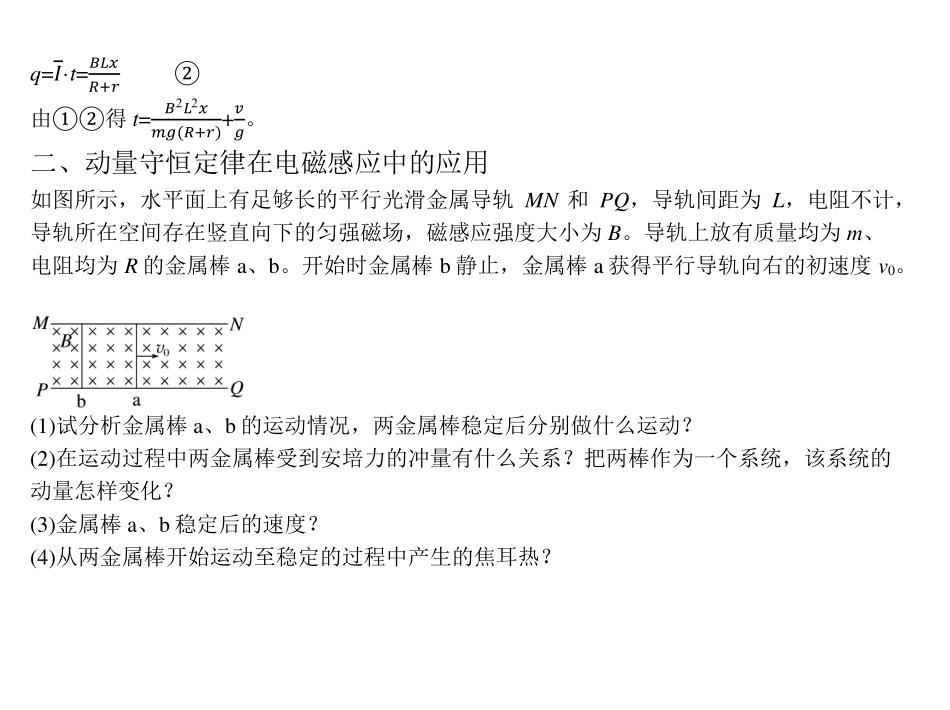 q=I̅·t=BLx/(R+r) ②
由①②得 t=B²L²x/(mg(R+r))+v/g。
二、动量守恒定律在电磁感应中的应用
如图所示，水平面上有足够长的平行光滑金属导轨 MN 和 PQ，导轨间距为 L，电阻不计，
导轨所在空间存在竖直向下的匀强磁场，磁感应强度大小为 B。导轨上放有质量均为 m、
电阻均为 R 的金属棒 a、b。开始时金属棒 b 静止，金属棒 a 获得平行导轨向右的初速度 v₀。
M N
B v₀
P Q
b a
(1)试分析金属棒 a、b 的运动情况，两金属棒稳定后分别做什么运动？
(2)在运动过程中两金属棒受到安培力的冲量有什么关系？把两棒作为一个系统，该系统的
动量怎样变化？
(3)金属棒 a、b 稳定后的速度？
(4)从两金属棒开始运动至稳定的过程中产生的焦耳热？